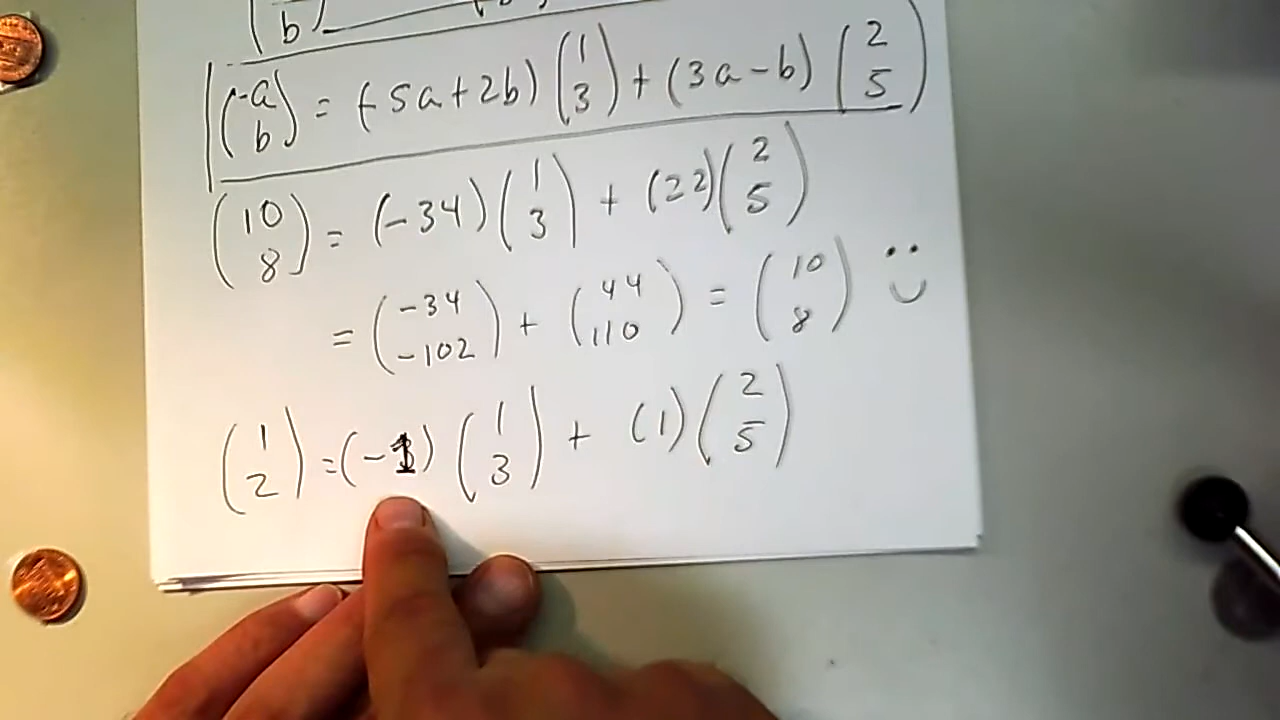 b
(-a b) = (-5a+2b) (1 3) + (3a-b) (2 5)
(10 8) = (-34) (1 3) + (22) (2 5)
= (-34 -102) + (44 110) = (10 8)
(1 2) = (-1) (1 3) + (1) (2 5)